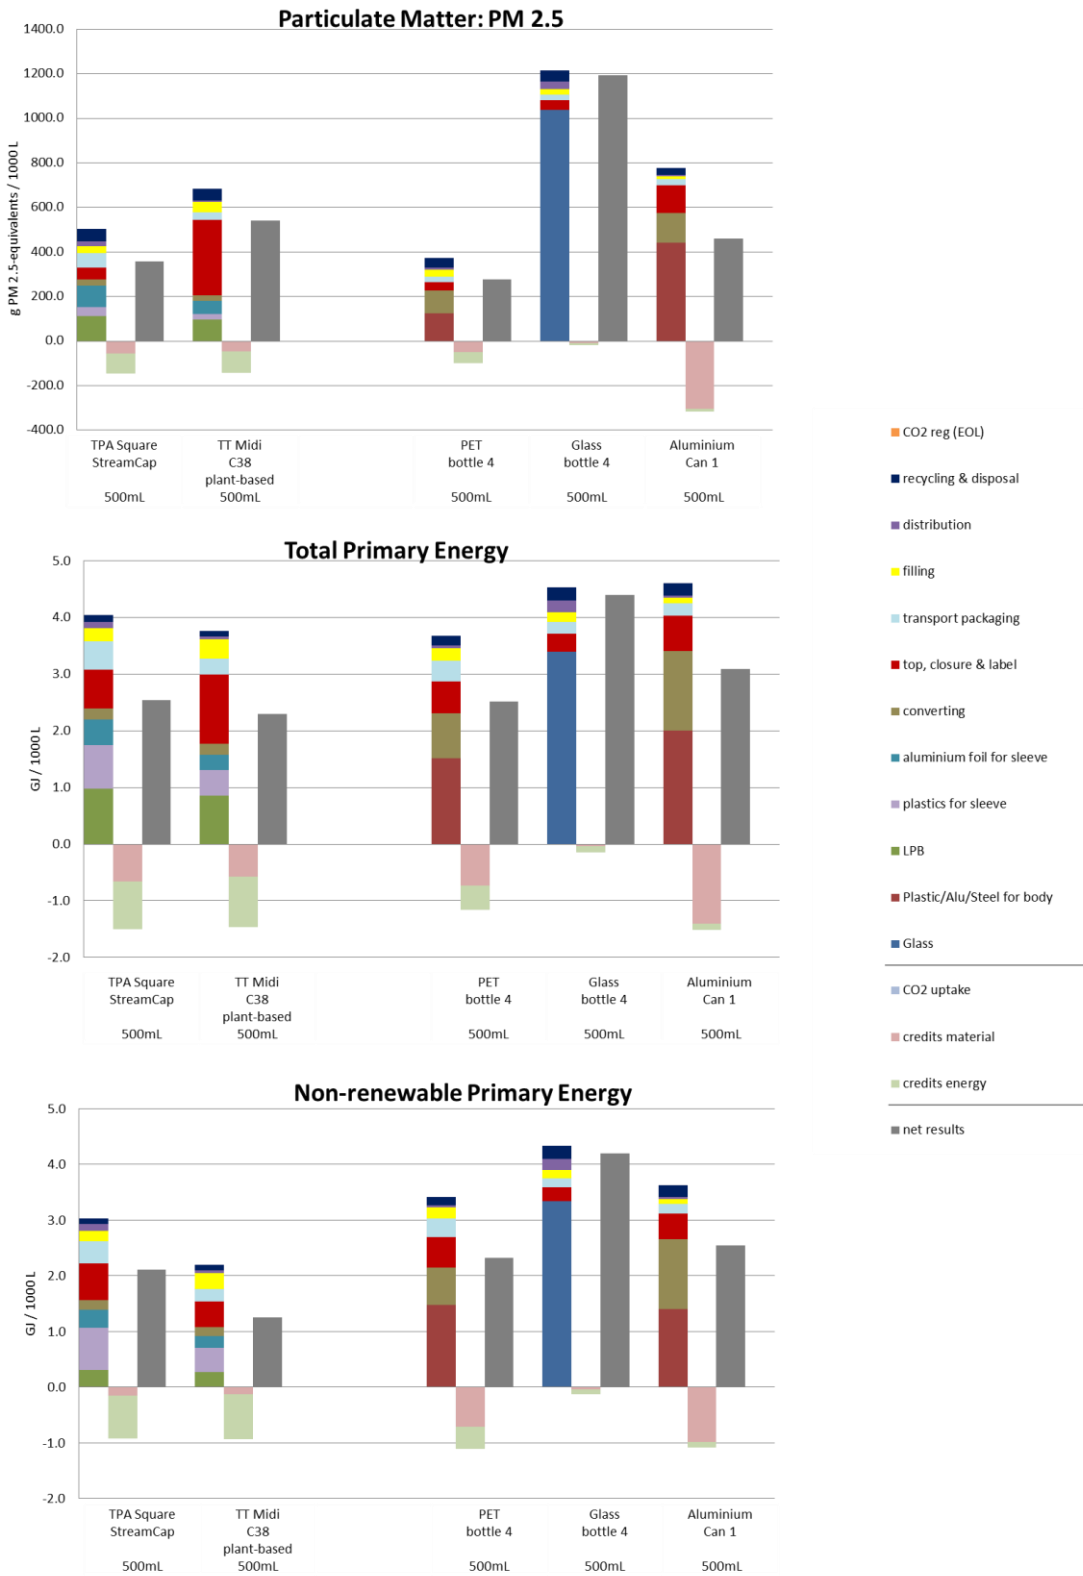 Particulate Matter: PM 2.5
g PM 2.5-equivalents / 1000 L
1400.0
1200.0
1000.0
800.0
600.0
400.0
200.0
0.0
-200.0
-400.0
TPA Square
StreamCap
500mL
TT Midi
C38
plant-based
500mL
PET
bottle 4
500mL
Glass
bottle 4
500mL
Aluminium
Can 1
500mL
Total Primary Energy
GJ / 1000 L
5.0
4.0
3.0
2.0
1.0
0.0
-1.0
-2.0
TPA Square
StreamCap
500mL
TT Midi
C38
plant-based
500mL
PET
bottle 4
500mL
Glass
bottle 4
500mL
Aluminium
Can 1
500mL
Non-renewable Primary Energy
GJ / 1000 L
5.0
4.0
3.0
2.0
1.0
0.0
-1.0
-2.0
TPA Square
StreamCap
500mL
TT Midi
C38
plant-based
500mL
PET
bottle 4
500mL
Glass
bottle 4
500mL
Aluminium
Can 1
500mL
CO2 reg (EOL)
recycling & disposal
distribution
filling
transport packaging
top, closure & label
converting
aluminium foil for sleeve
plastics for sleeve
LPB
Plastic/Alu/Steel for body
Glass
CO2 uptake
credits material
credits energy
net results